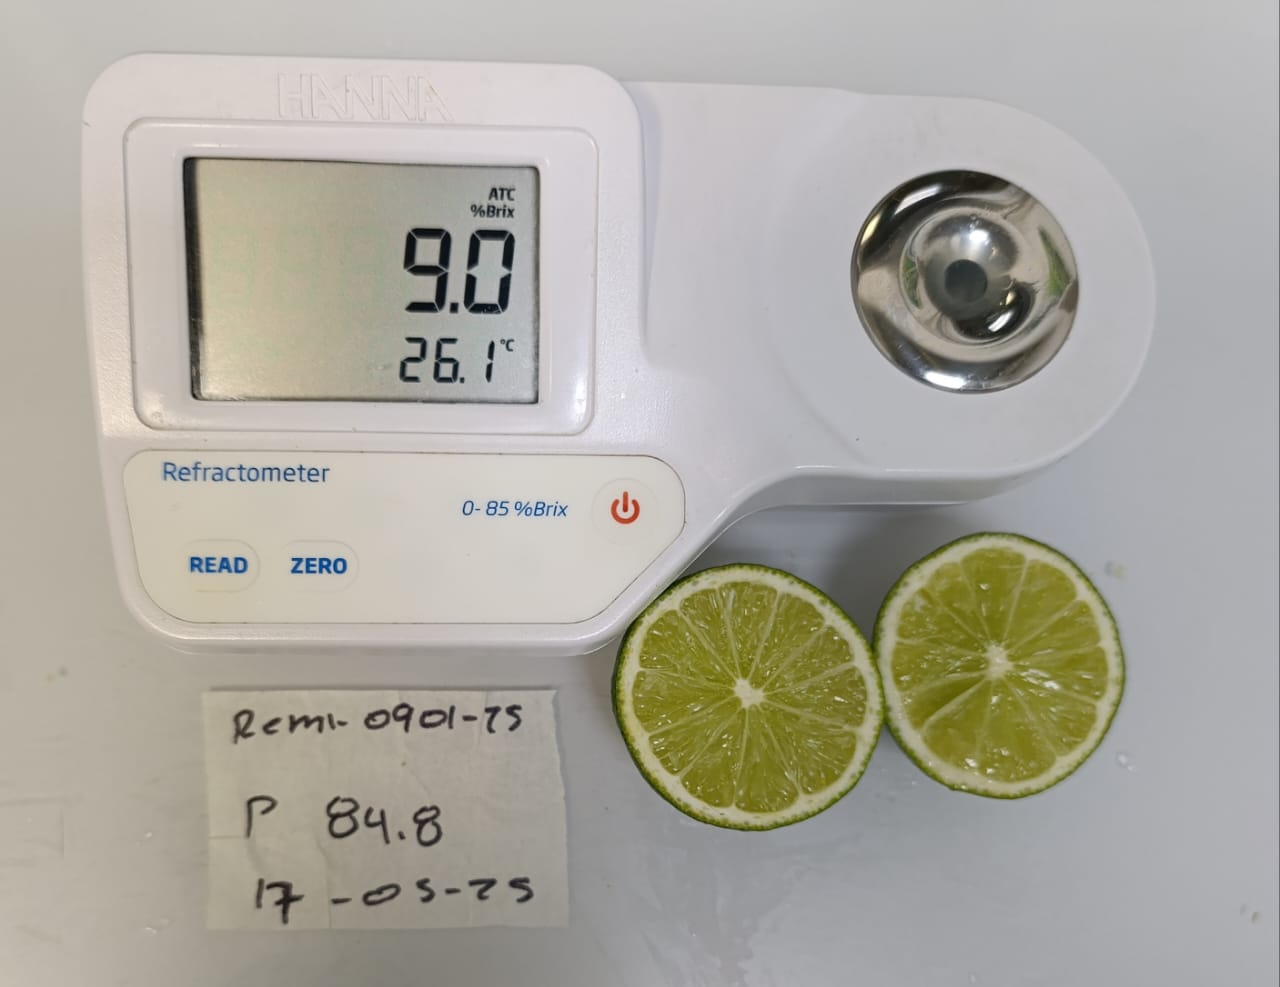 HANNA
ATC
%Brix
9.0
26.1°C
Refractometer
0- 85 %Brix
READ ZERO
Remi-0901-25
P 84.8
17-05-25